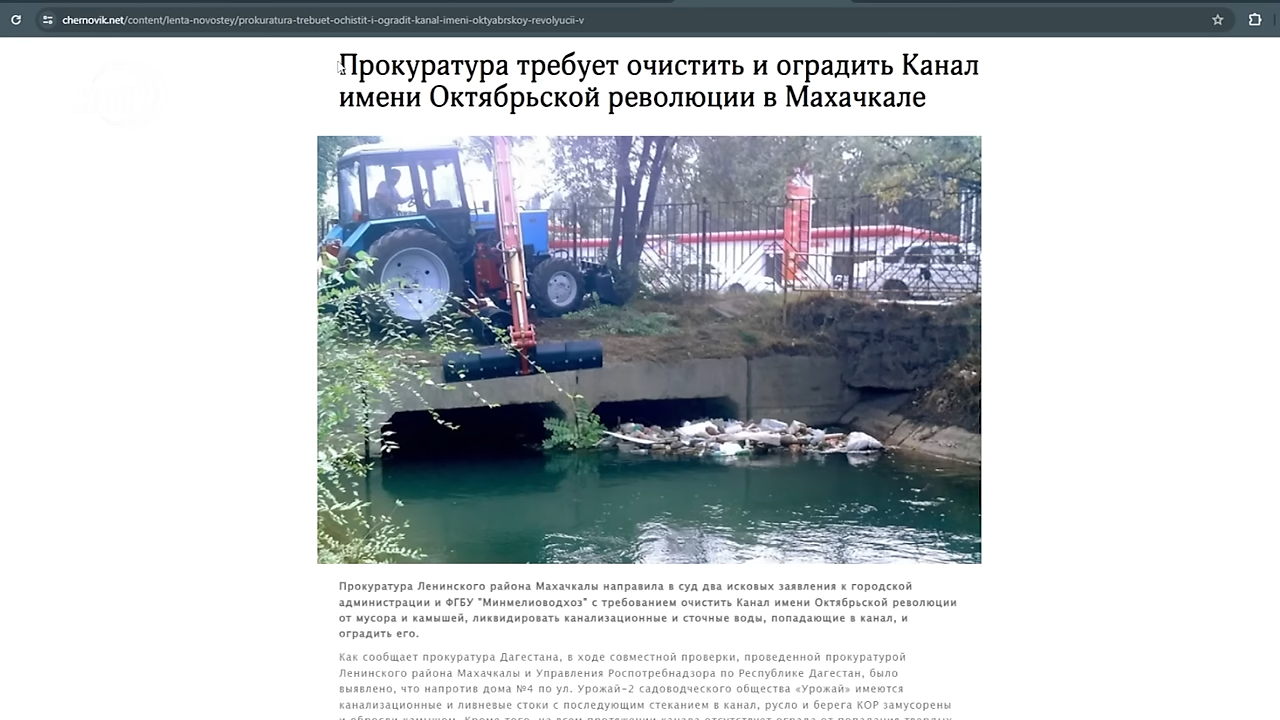 chernovik.net/content/lenta-novostey/prokuratura-trebuet-ochistit-i-ogradit-kanal-imeni-oktyabrskoy-revolyucii-v
Прокуратура требует очистить и оградить Канал
имени Октябрьской революции в Махачкале
Прокуратура Ленинского района Махачкалы направила в суд два исковых заявления к городской
администрации и ФГБУ "Минмелиоводхоз" с требованием очистить Канал имени Октябрьской революции
от мусора и камышей, ликвидировать канализационные и сточные воды, попадающие в канал, и
оградить его.
Как сообщает прокуратура Дагестана, в ходе совместной проверки, проведенной прокуратурой
Ленинского района Махачкалы и Управления Роспотребнадзора по Республике Дагестан, было
выявлено, что напротив дома №4 по ул. Урожай-2 садоводческого общества «Урожай» имеются
канализационные и ливневые стоки с последующим стеканием в канал, русло и берега КОР замусорены